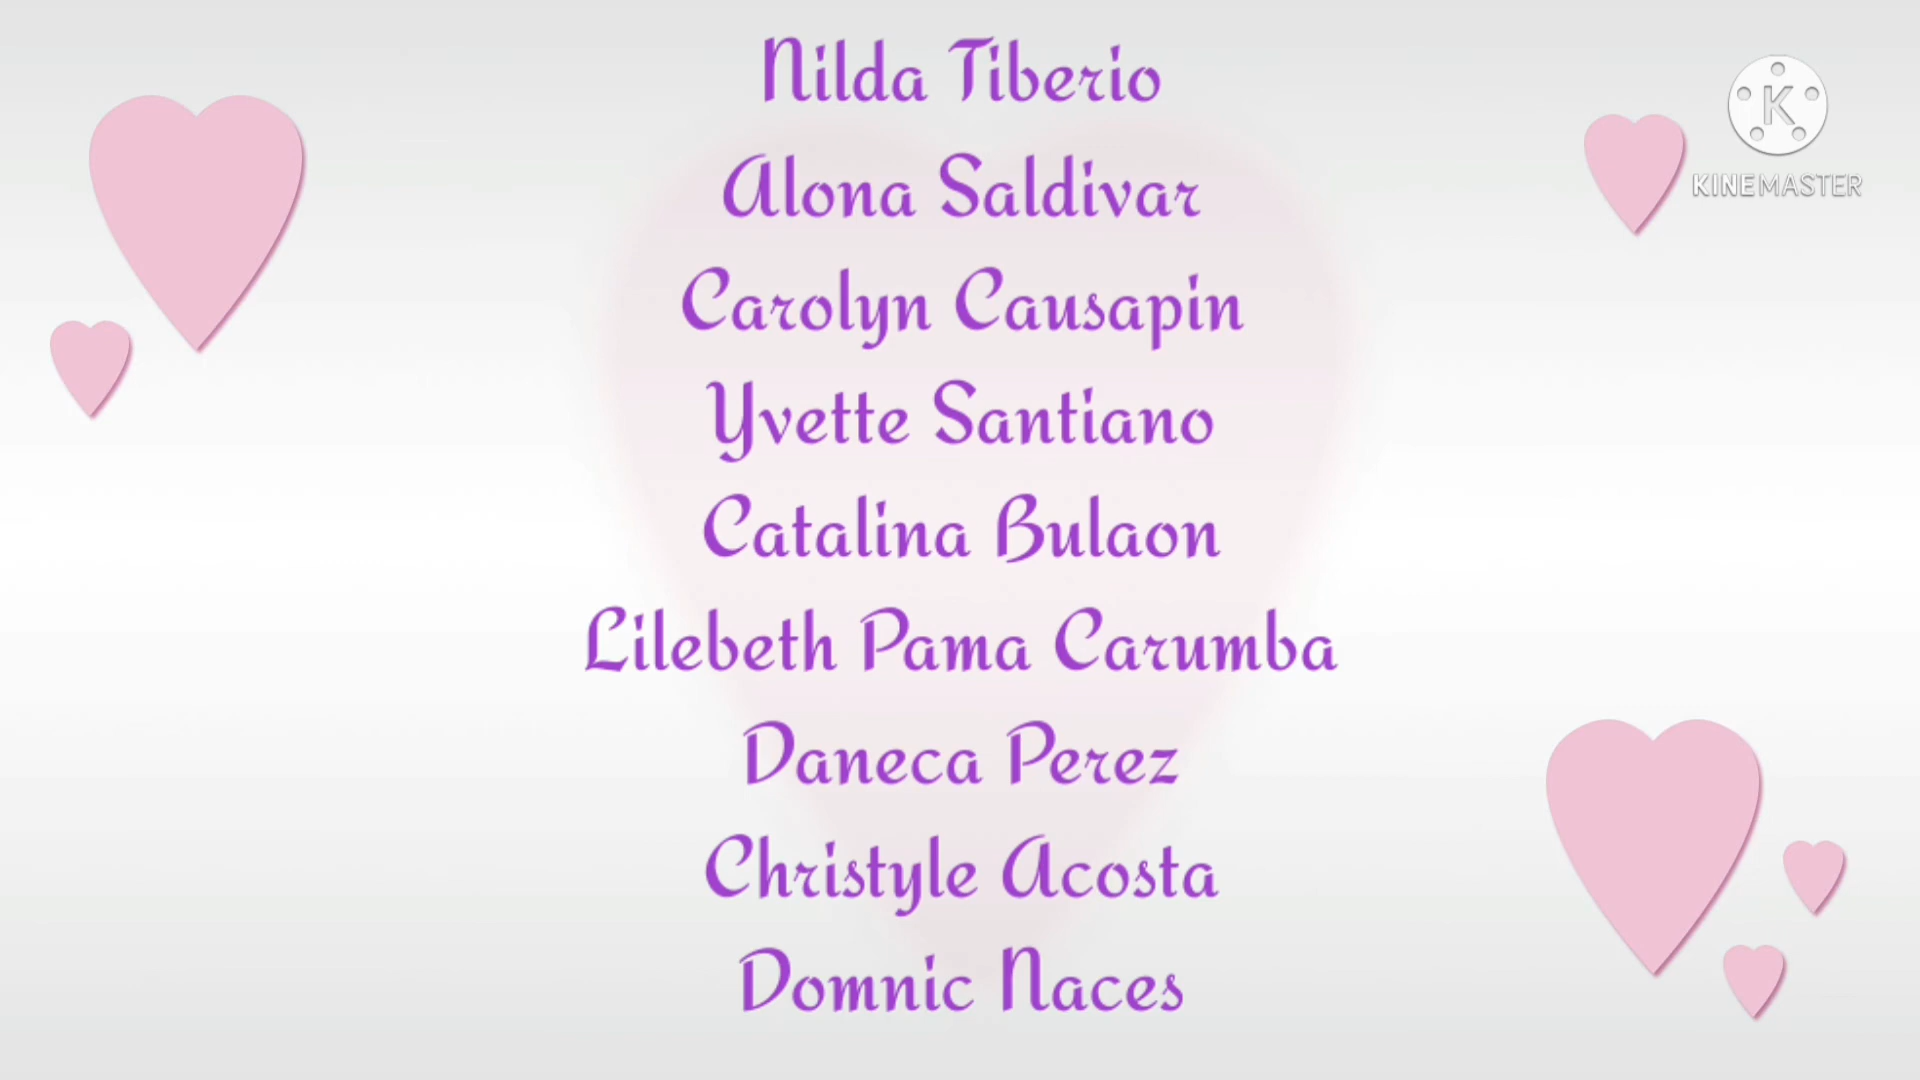 Nilda Tiberio
Alona Saldivar
Carolyn Causapin
Yvette Santiano
Catalina Bulaon
Lilebeth Pama Carumba
Daneca Perez
Christyle Acosta
Domnic Naces
K
KINEMASTER